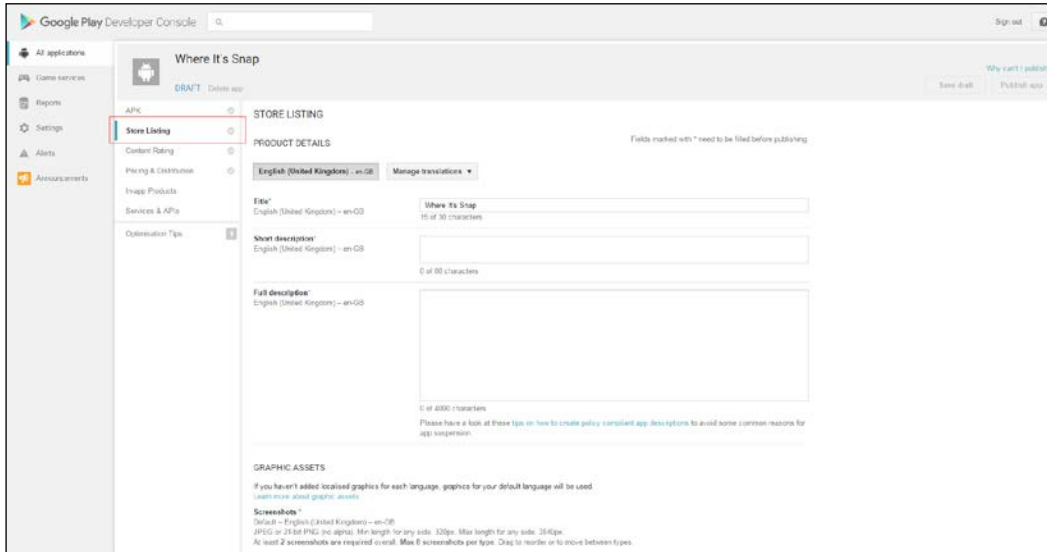 Google Play Developer Console
Sign out
All applications
Game services
Reports
Settings
Alerts
Announcements
Where It's Snap
DRAFT Delete app
Why can't I publish
Save draft
Publish app
APK
Store Listing
Content Rating
Pricing & Distribution
In-app Products
Services & APIs
Optimisation Tips
STORE LISTING
PRODUCT DETAILS
Fields marked with * need to be filled before publishing
English (United Kingdom) – en-GB
Manage translations
Title*
English (United Kingdom) – en-GB
Where It's Snap
15 of 30 characters
Short description*
English (United Kingdom) – en-GB
0 of 80 characters
Full description*
English (United Kingdom) – en-GB
0 of 4000 characters
Please have a look at these tips on how to create policy compliant app descriptions to avoid some common reasons for
app suspension.
GRAPHIC ASSETS
If you haven't added localised graphics for each language, graphics for your default language will be used.
Learn more about graphic assets
Screenshots *
Default – English (United Kingdom) – en-GB
JPEG or 24-bit PNG (no alpha). Min length for any side: 320px. Max length for any side: 3840px.
At least 2 screenshots are required overall. Max 8 screenshots per type. Drag to reorder or to move between types.